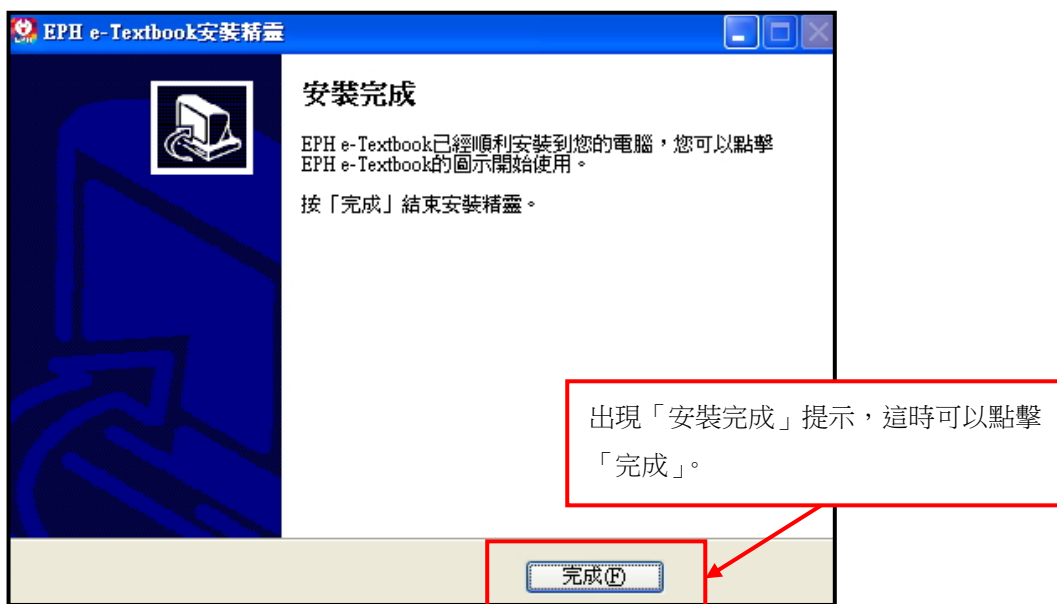 EPH e-Textbook安裝精靈
安裝完成
EPH e-Textbook已經順利安裝到您的電腦，您可以點擊
EPH e-Textbook的圖示開始使用。
按「完成」結束安裝精靈。
出現「安裝完成」提示，這時可以點擊
「完成」。
完成(F)